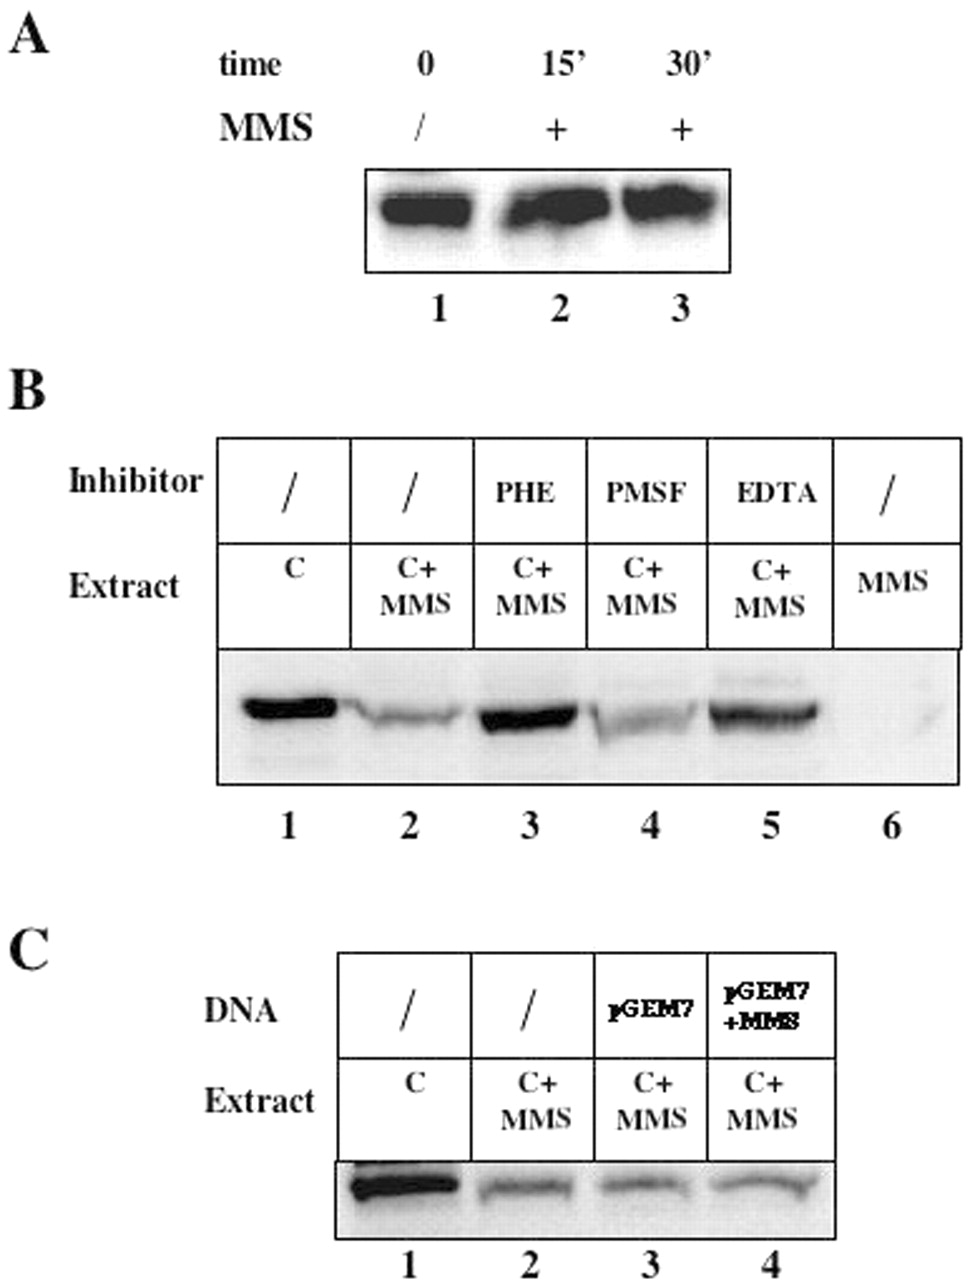 A
time 0 15’ 30’
MMS / + +
1 2 3
B
Inhibitor / / PHE PMSF EDTA /
Extract C C+ MMS C+ MMS C+ MMS C+ MMS MMS
1 2 3 4 5 6
C
DNA / / pGEM7 pGEM7 +MMS
Extract C C+ MMS C+ MMS C+ MMS
1 2 3 4